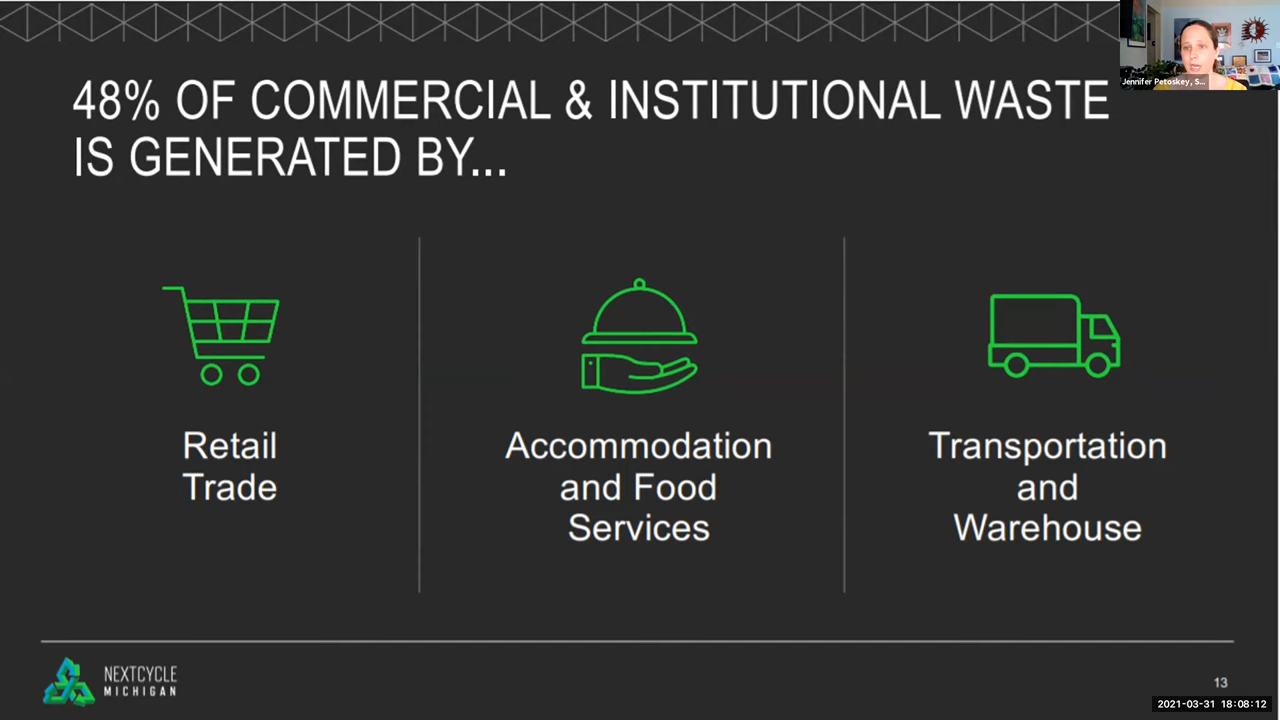 48% OF COMMERCIAL & INSTITUTIONAL WASTE
IS GENERATED BY...
Jennifer Petoskey, S...
Retail
Trade
Accommodation
and Food
Services
Transportation
and
Warehouse
NEXTCYCLE
MICHIGAN
13
2021-03-31 18:08:12